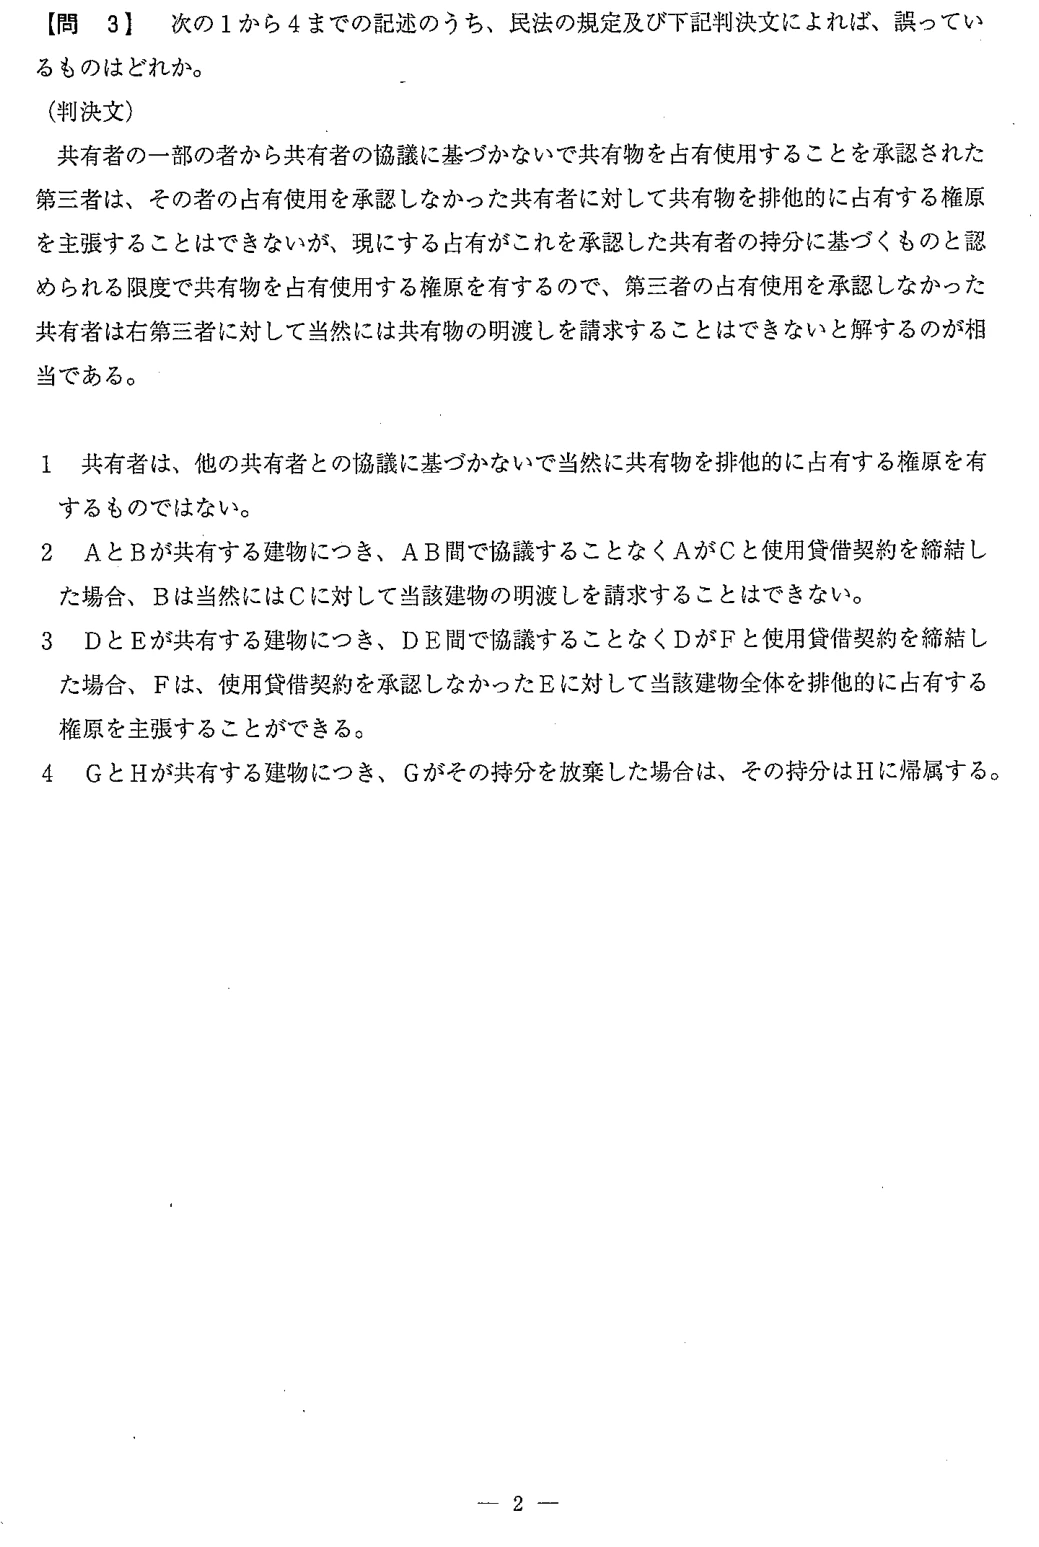 【問　3】　次の1から4までの記述のうち、民法の規定及び下記判決文によれば、誤ってい
るものはどれか。
（判決文）
共有者の一部の者から共有者の協議に基づかないで共有物を占有使用することを承認された
第三者は、その者の占有使用を承認しなかった共有者に対して共有物を排他的に占有する権原
を主張することはできないが、現にする占有がこれを承認した共有者の持分に基づくものと認
められる限度で共有物を占有使用する権原を有するので、第三者の占有使用を承認しなかった
共有者は右第三者に対して当然には共有物の明渡しを請求することはできないと解するのが相
当である。
1　共有者は、他の共有者との協議に基づかないで当然に共有物を排他的に占有する権原を有
するものではない。
2　AとBが共有する建物につき、AB間で協議することなくAがCと使用貸借契約を締結し
た場合、Bは当然にはCに対して当該建物の明渡しを請求することはできない。
3　DとEが共有する建物につき、DE間で協議することなくDがFと使用貸借契約を締結し
た場合、Fは、使用貸借契約を承認しなかったEに対して当該建物全体を排他的に占有する
権原を主張することができる。
4　GとHが共有する建物につき、Gがその持分を放棄した場合は、その持分はHに帰属する。
― 2 ―